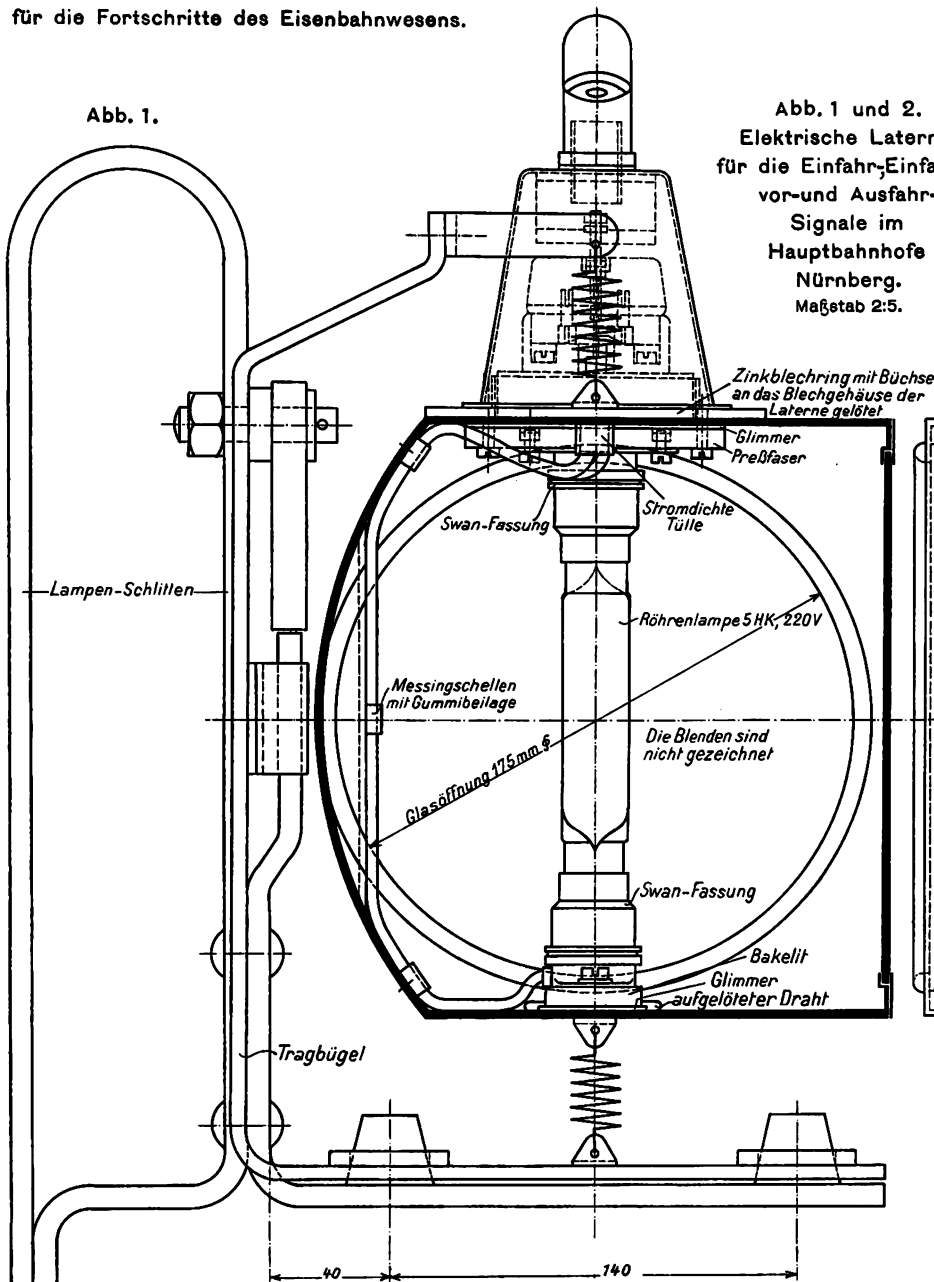 für die Fortschritte des Eisenbahnwesens.
Abb. 1.
Abb. 1 und 2.
Elektrische Latern
für die Einfahr-,Einfa
vor-und Ausfahr-
Signale im
Hauptbahnhofe
Nürnberg.
Maßstab 2:5.
Zinkblechring mit Büchse
an das Blechgehäuse der
Laterne gelötet
Glimmer
Preßfaser
Swan-Fassung
Stromdichte
Tülle
Lampen-Schlitten
Röhrenlampe 5 HK, 220V
Messingschellen
mit Gummibeilage
Die Blenden sind
nicht gezeichnet
Glasöffnung 175 mm
Swan-Fassung
Bakelit
Glimmer
aufgelöteter Draht
Tragbügel
40
140